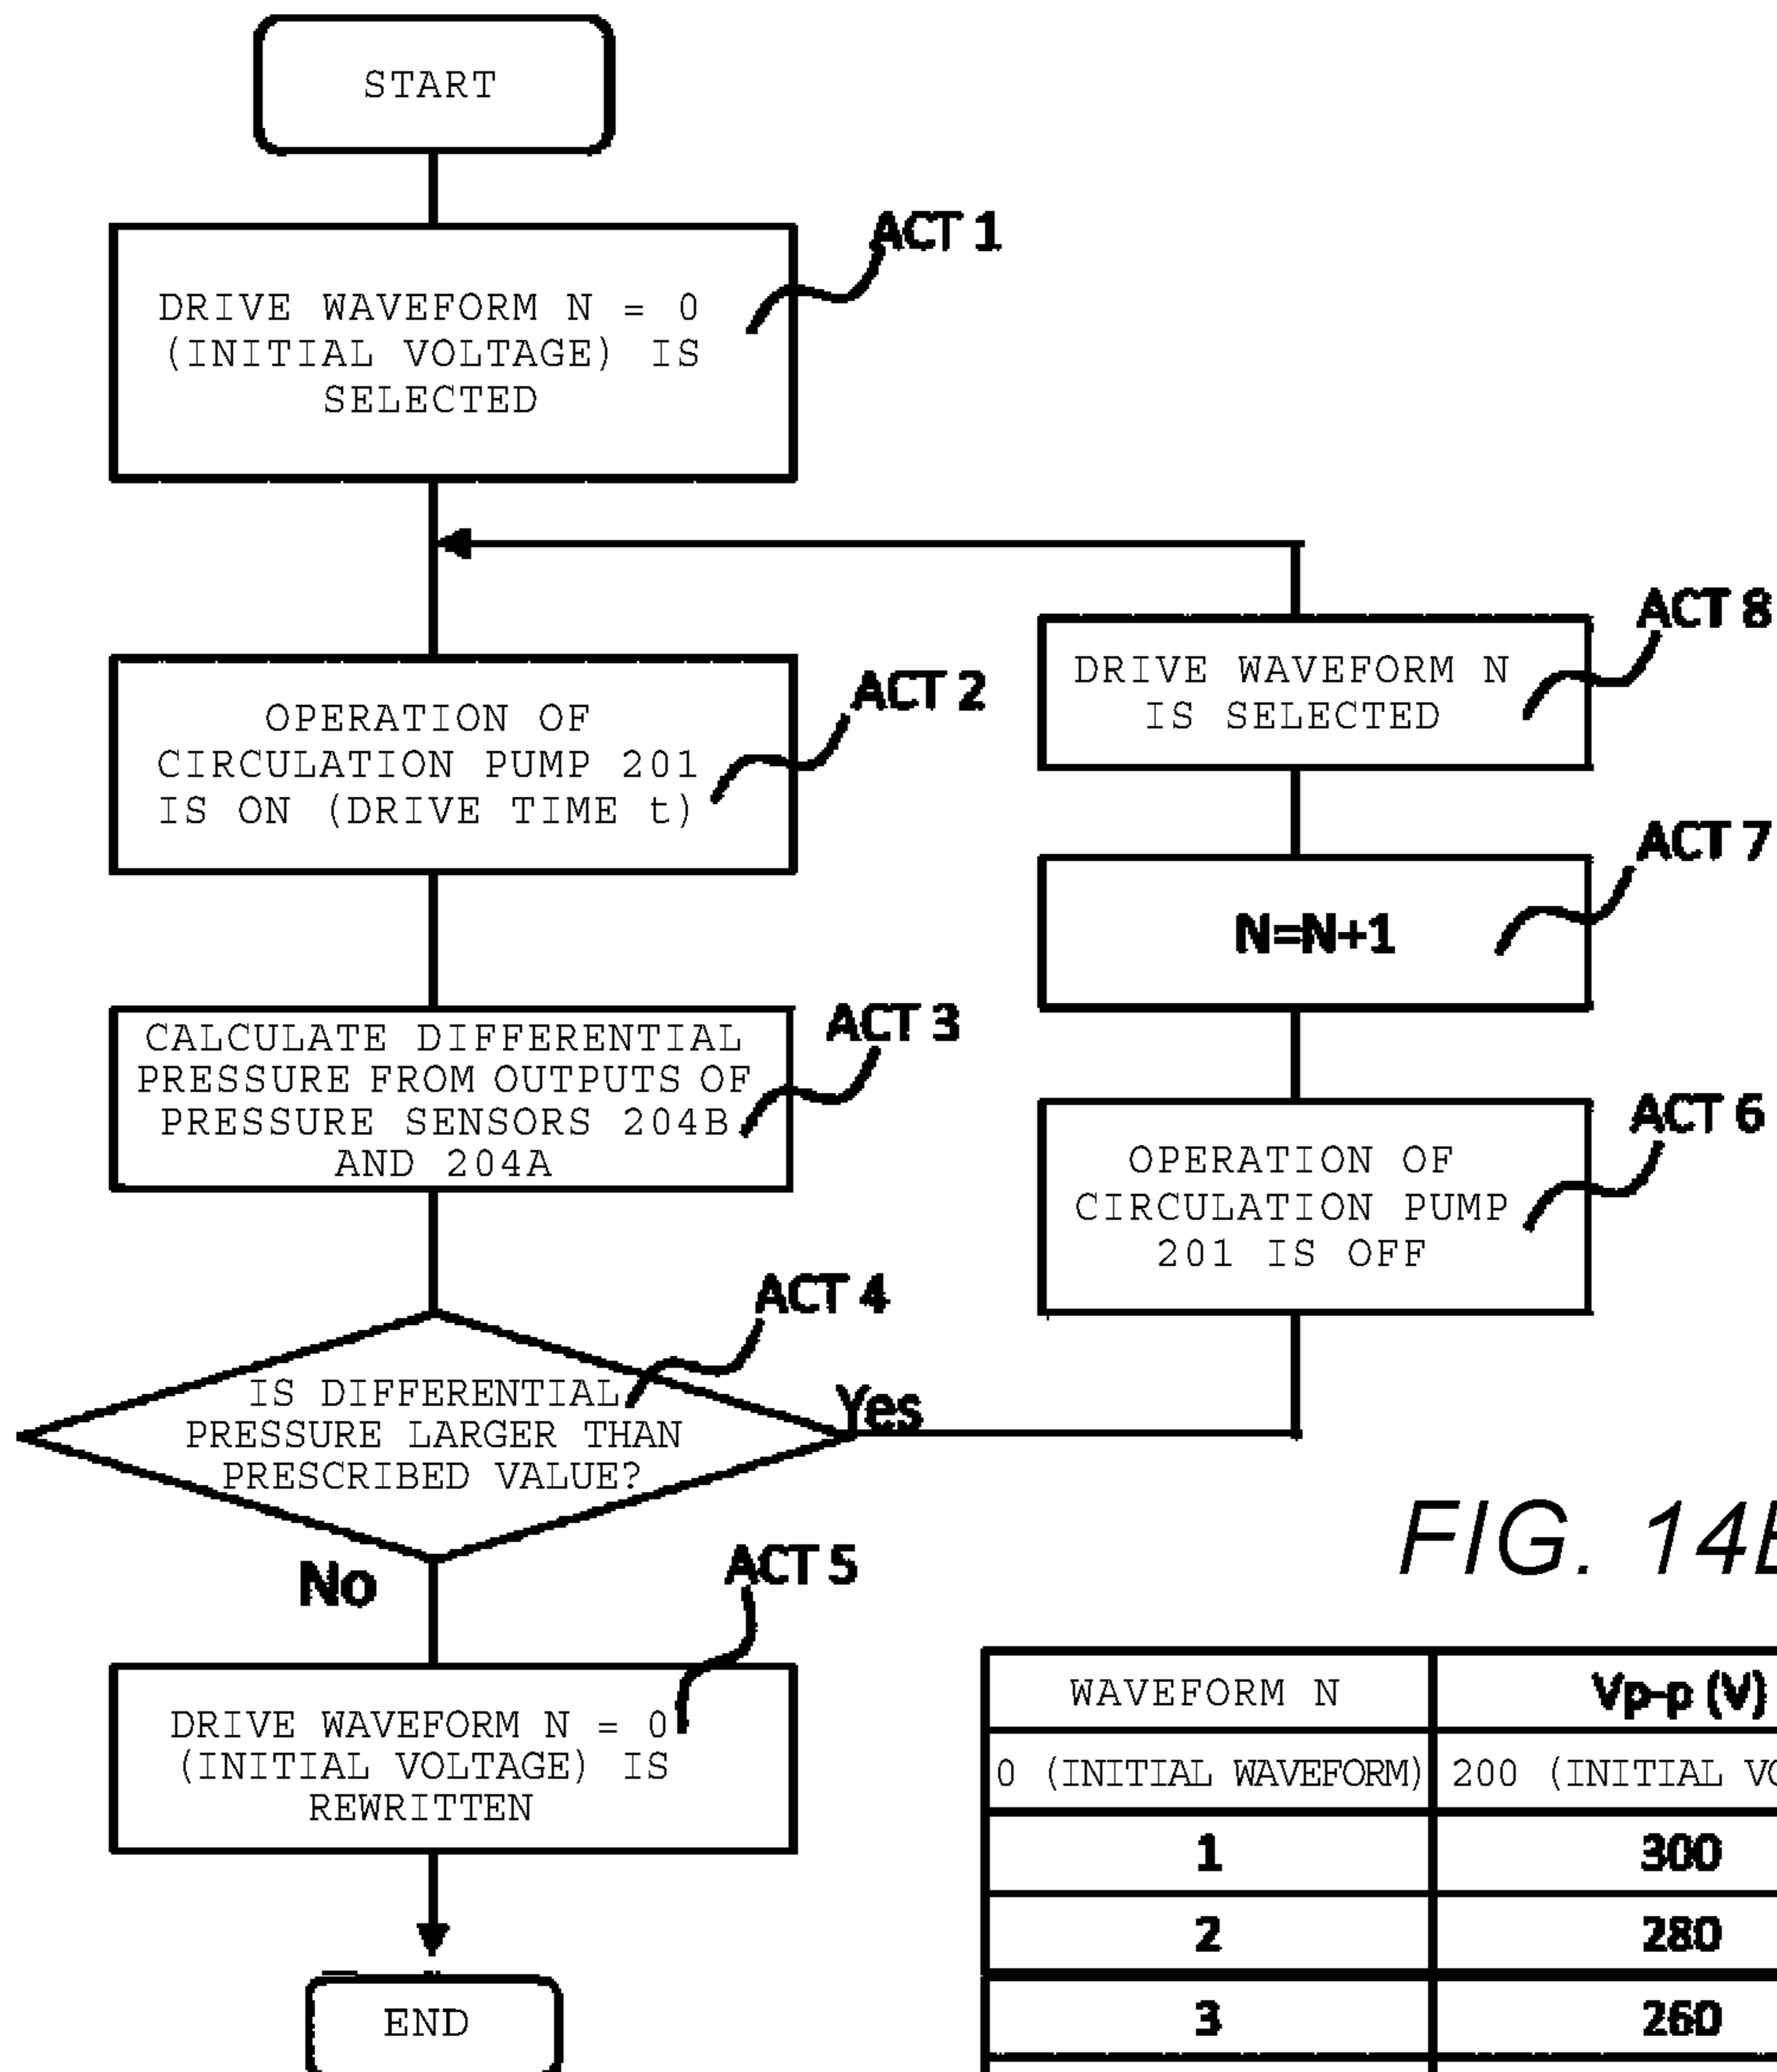 START
ACT 1
DRIVE WAVEFORM N = 0
(INITIAL VOLTAGE) IS
SELECTED
ACT 2
OPERATION OF
CIRCULATION PUMP 201
IS ON (DRIVE TIME t)
ACT 3
CALCULATE DIFFERENTIAL
PRESSURE FROM OUTPUTS OF
PRESSURE SENSORS 204B
AND 204A
ACT 4
IS DIFFERENTIAL
PRESSURE LARGER THAN
PRESCRIBED VALUE?
Yes
No
ACT 5
DRIVE WAVEFORM N = 0
(INITIAL VOLTAGE) IS
REWRITTEN
END
ACT 8
DRIVE WAVEFORM N
IS SELECTED
ACT 7
N=N+1
ACT 6
OPERATION OF
CIRCULATION PUMP
201 IS OFF
FIG.
WAVEFORM N Vp-p (V)
0 (INITIAL WAVEFORM) 200 (INITIAL
1 300
2 280
3 260